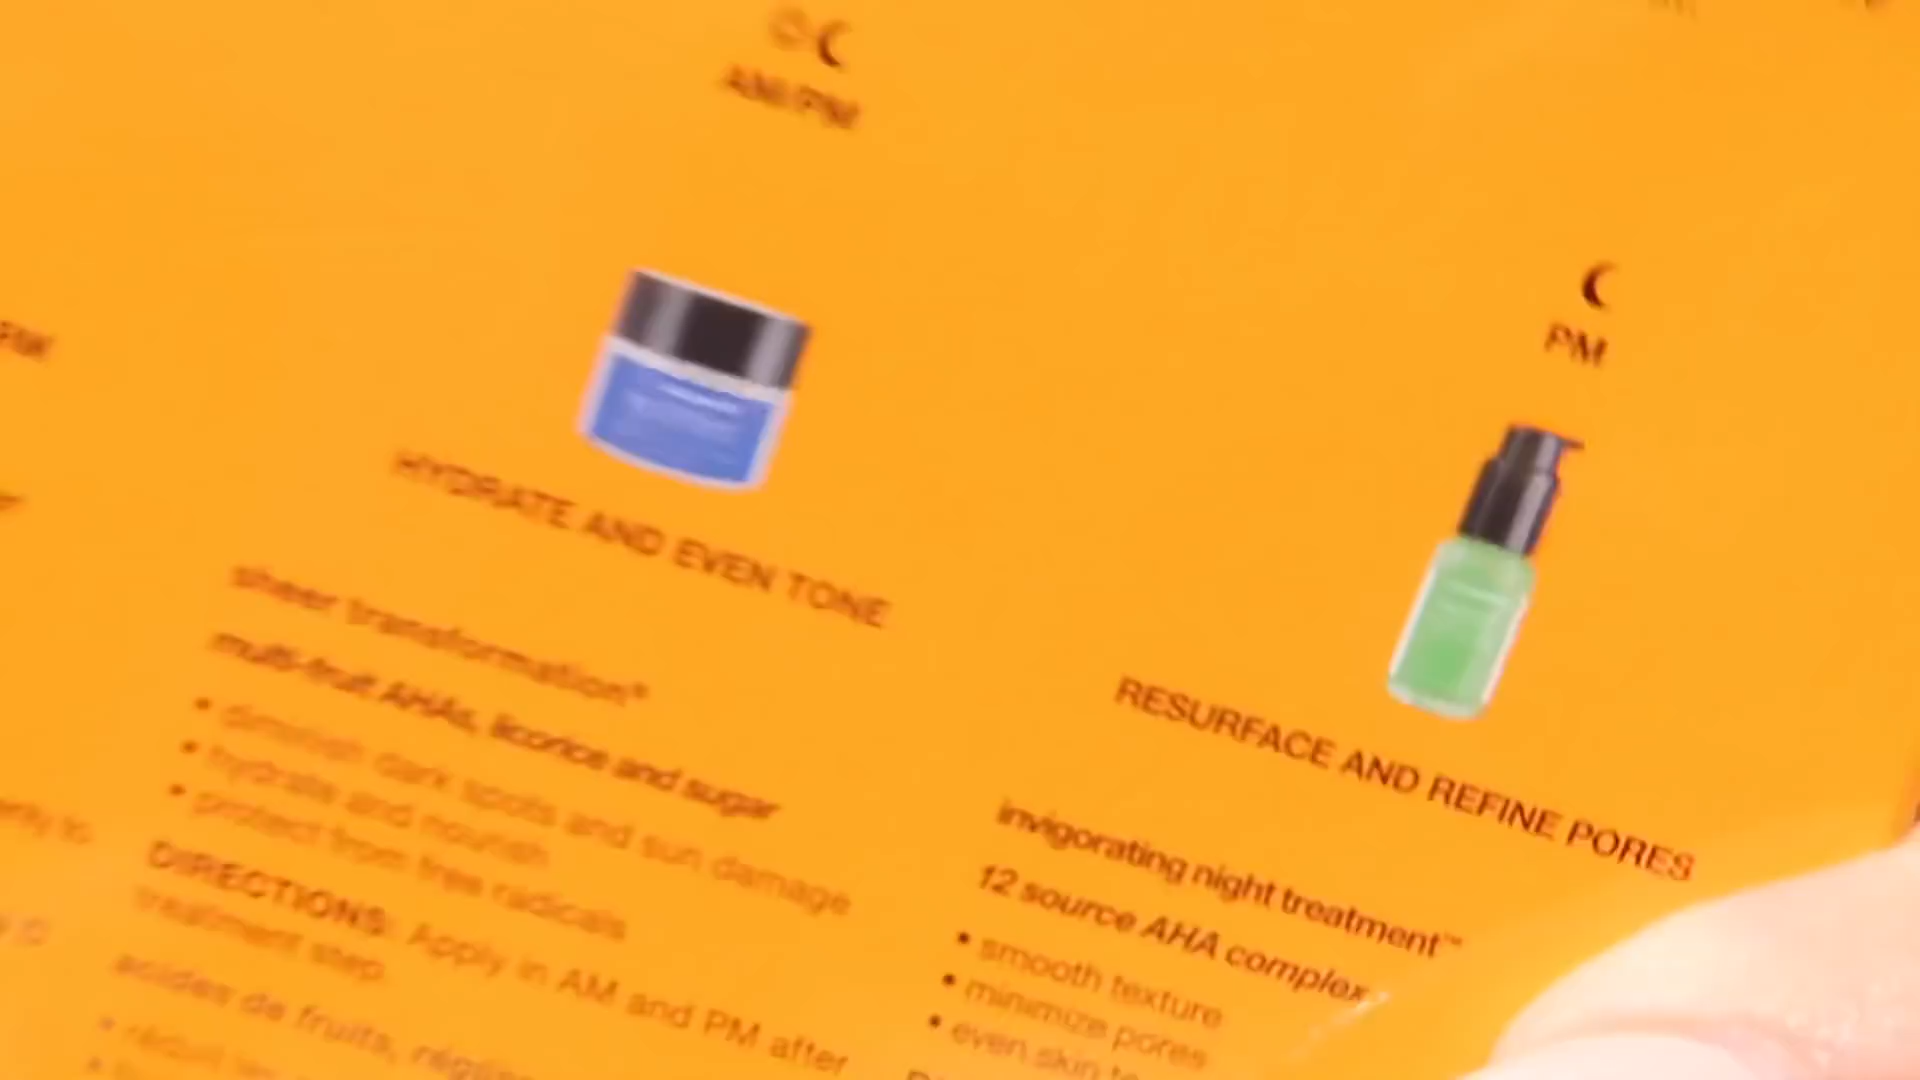 AM/PM
HYDRATE AND EVEN TONE
sheer transformation®
multi-fruit AHAs, licorice and sugar
• diminish dark spots and sun damage
• hydrate and nourish
• protect from free radicals
DIRECTIONS: Apply in AM and PM after
treatment step.
acides de fruits,
PM
RESURFACE AND REFINE PORES
invigorating night treatment™
12 source AHA complex
• smooth texture
• minimize pores
• even skin